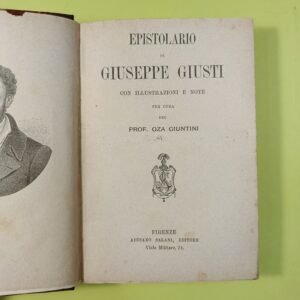 EPISTOLARIO
DI
GIUSEPPE GIUSTI
CON ILLUSTRAZIONI E NOTE
PER CURA
DEL
PROF. OZA GIUNTINI
FIRENZE
ADRIANO SALANI, EDITORE
Viale Militare, 24.